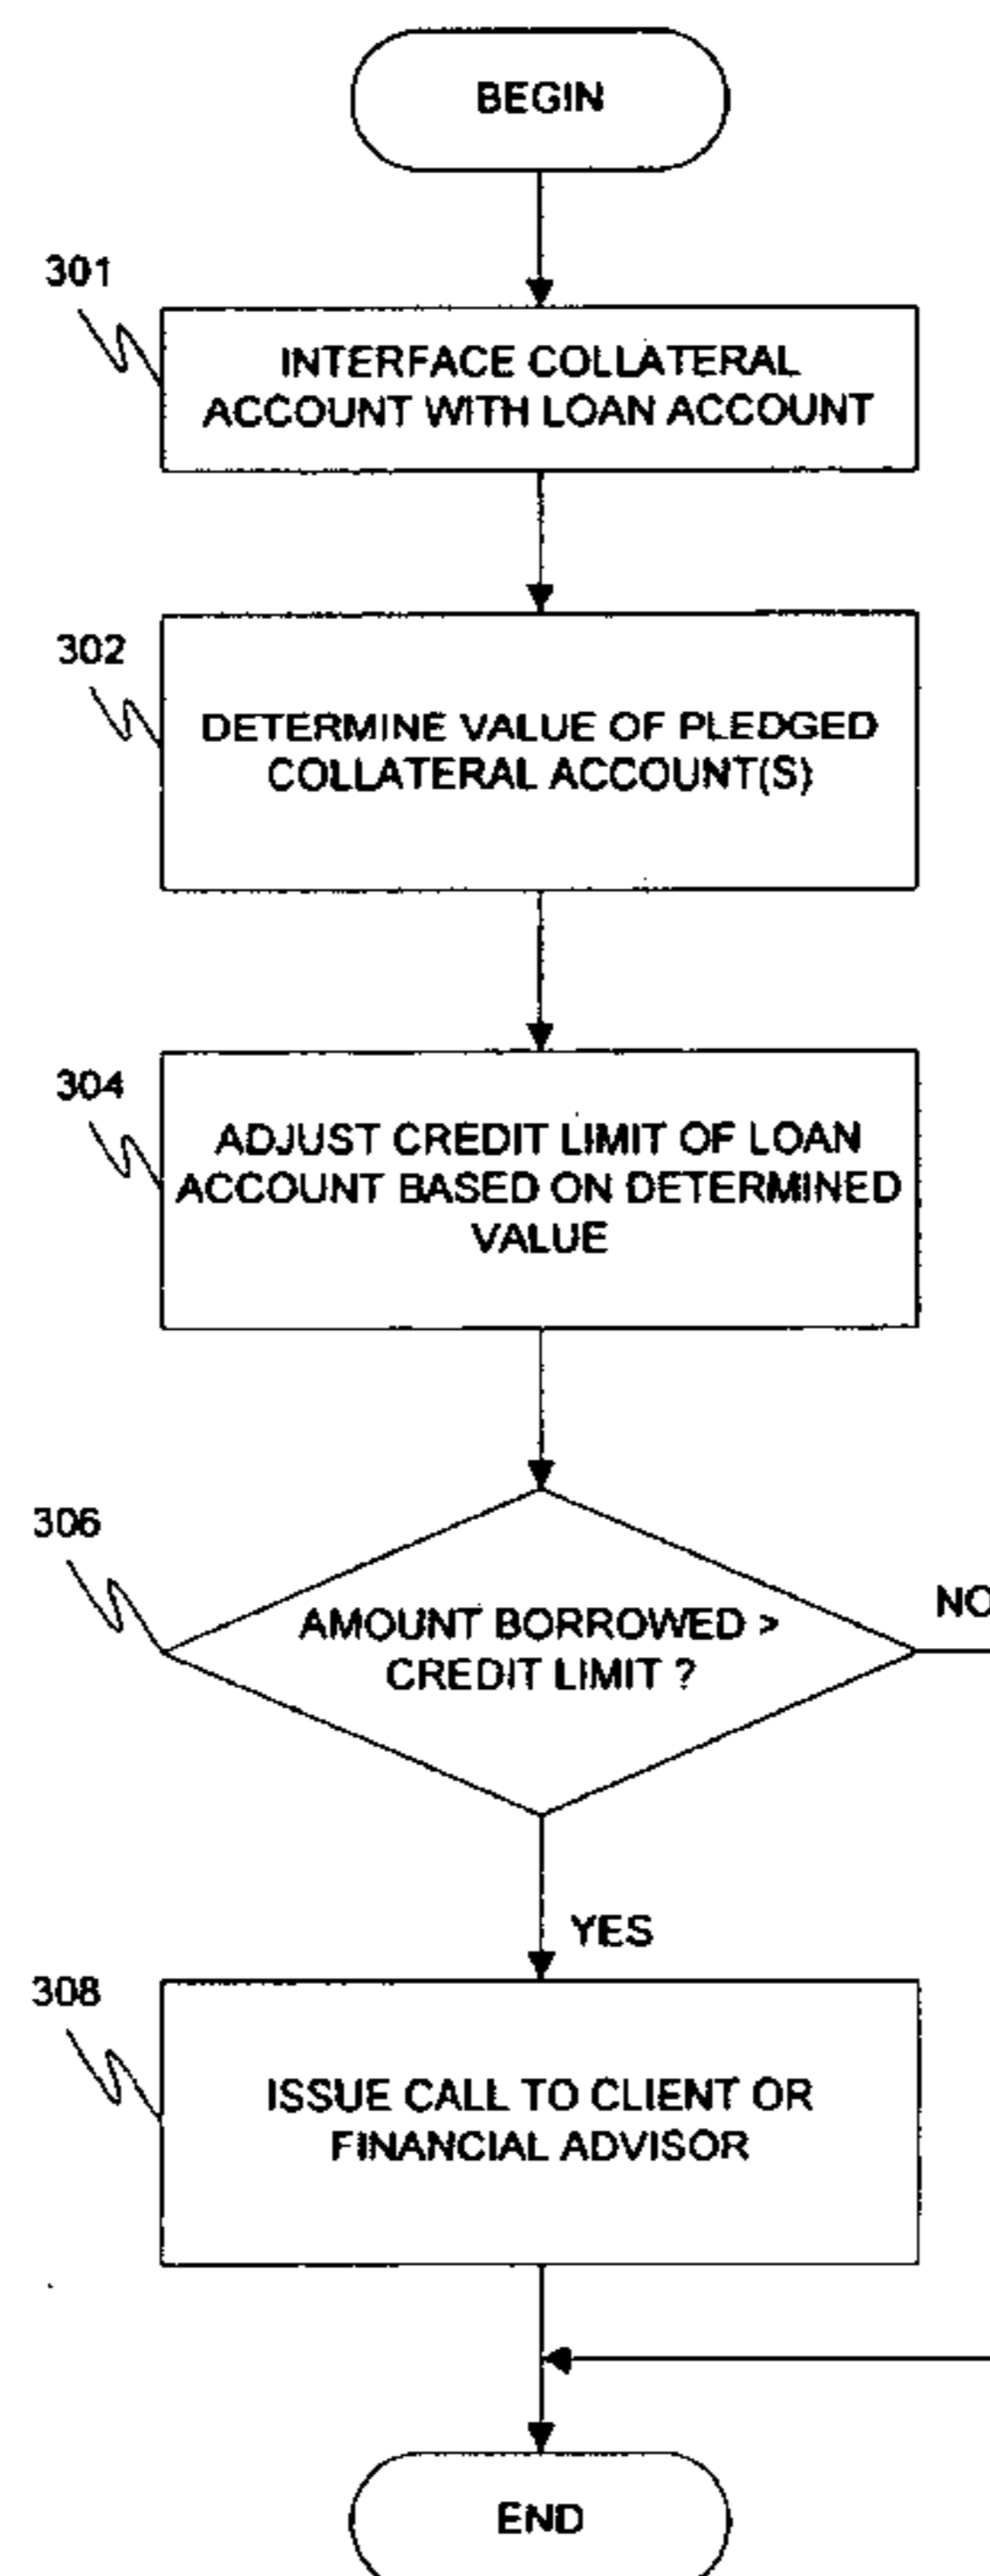 BEGIN
301
INTERFACE COLLATERAL
ACCOUNT WITH LOAN ACCOUNT
302
DETERMINE VALUE OF PLEDGED
COLLATERAL ACCOUNT(S)
304
ADJUST CREDIT LIMIT OF LOAN
ACCOUNT BASED ON DETERMINED
VALUE
306
AMOUNT BORROWED >
CREDIT LIMIT ?
NO
YES
308
ISSUE CALL TO CLIENT OR
FINANCIAL ADVISOR
END